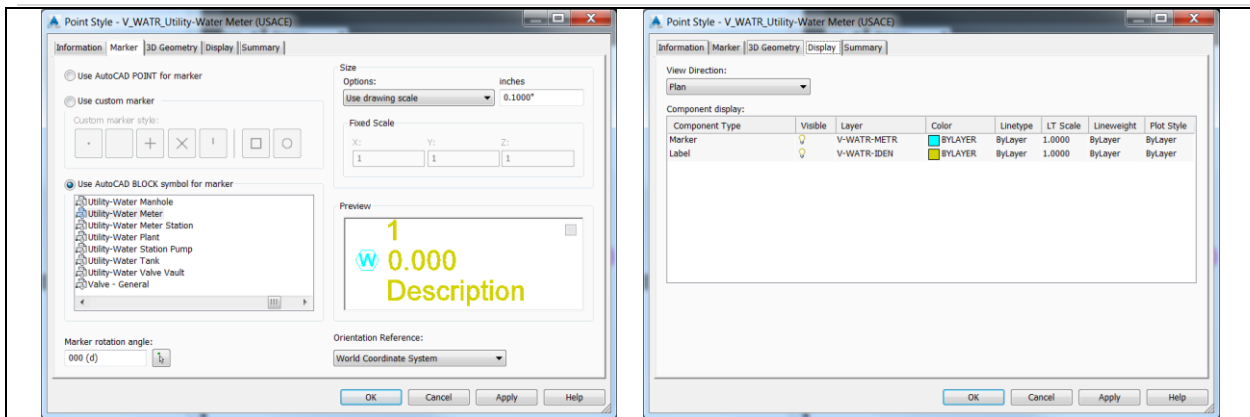 Point Style - V_WATR_Utility-Water Meter (USACE)
Information Marker 3D Geometry Display Summary
Use AutoCAD POINT for marker
Use custom marker
Custom marker style:
Use AutoCAD BLOCK symbol for marker
Utility-Water Manhole
Utility-Water Meter
Utility-Water Meter Station
Utility-Water Plant
Utility-Water Station Pump
Utility-Water Tank
Utility-Water Valve Vault
Valve - General
Marker rotation angle:
000 (d)
Size
Options: inches
Use drawing scale 0.1000"
Fixed Scale
X: Y: Z:
1 1 1
Preview
1
W 0.000
Description
Orientation Reference:
World Coordinate System
OK Cancel Apply Help
Point Style - V_WATR_Utility-Water Meter (USACE)
Information Marker 3D Geometry Display Summary
View Direction:
Plan
Component display:
Component Type Visible Layer Color Linetype LT Scale Lineweight Plot Style
Marker V-WATR-METR BYLAYER ByLayer 1.0000 ByLayer ByLayer
Label V-WATR-IDEN BYLAYER ByLayer 1.0000 ByLayer ByLayer
OK Cancel Apply Help